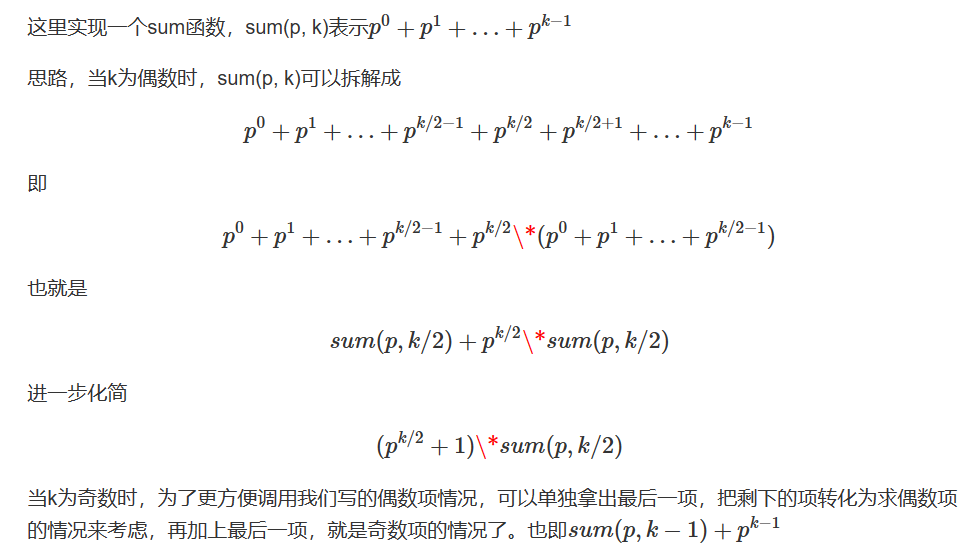 这里实现一个sum函数，sum(p, k)表示$p^0 + p^1 + \ldots + p^{k-1}$
思路，当k为偶数时，sum(p, k)可以拆解成
$p^0 + p^1 + \ldots + p^{k/2-1} + p^{k/2} + p^{k/2+1} + \ldots + p^{k-1}$
即
$p^0 + p^1 + \ldots + p^{k/2-1} + p^{k/2}\backslash*(p^0 + p^1 + \ldots + p^{k/2-1})$
也就是
$sum(p, k/2) + p^{k/2}\backslash*sum(p, k/2)$
进一步化简
$(p^{k/2} + 1)\backslash*sum(p, k/2)$
当k为奇数时，为了更方便调用我们写的偶数项情况，可以单独拿出最后一项，把剩下的项转化为求偶数项
的情况来考虑，再加上最后一项，就是奇数项的情况了。也即$sum(p, k-1) + p^{k-1}$